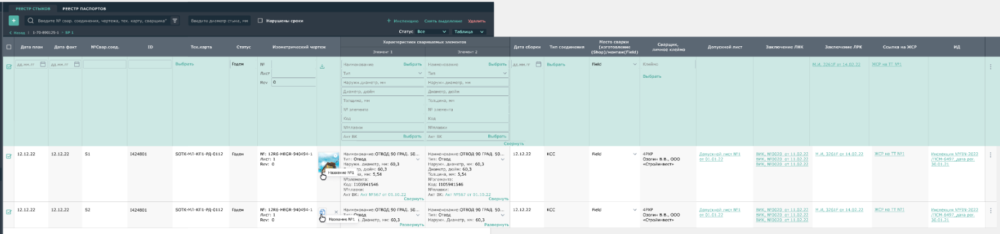 РЕЕСТР СТЫКОВ РЕЕСТР ПАСПОРТОВ
+ Введите № свар. соединения, чертежа, тех. карту, сварщика" Введите диаметр стыка, мм Нарушены сроки + Инспекцию Снять выделение Удалить
< Назад | 1-70-890125-1 > SP 1 Статус Все Таблица
Дата план Дата факт №Свар.соед. ID Тех.карта Статус Изометрический чертеж Характеристики свариваемых элементов Дата сборки Тип соединения Место сварки (изготовление (Shop)/монтаж(Field) Сварщик, личное клеймо Допускной лист Заключение ЛНК Заключение ЛРК Ссылка на ЖСР ИД
Элемент 1 Элемент 2
дд.мм.гг дд.мм.гг Выбрать Годен № Наименование Выбрать Наименование Выбрать дд.мм.гг Выбрать Field Клеймо М.И. 3261F от 14.02.22 ЖСР на ТТ №1
Лист Тип Тип
Выбрать
Rev 0 Наружн.диаметр, мм Наружн.диаметр, мм
Диаметр, дюйм Диаметр, дюйм
Толщина, мм Толщина, мм
№ элемента № элемента
Код Код
№плавки №плавки
Акт ВК Выбрать Акт ВК Выбрать
Свернуть
12.12.22 12.12.22 S1 I424801 SOTK-МЛ-КП1-РД-0112 Годен №: 12R6-HEGR-940494-1 Наименование:ОТВОД 90 ГРАД. 50... Наименование:ОТВОД 90 ГРАД. 50... 12.12.22 КСС Field 4РХР Допускной лист №1 ВИК, №0020 от 11.02.22 М.И. 3261F от 14.02.22 ЖСР на ТТ №1 Инспекция №FIN-2022
Лист: 1 Тип: Отвод Тип: Отвод Озолин В.В., ООО от 01.01.22 ВИК, №0020 от 11.02.22 /ПСМ-6497_дата рег.
Rev: 0 Наружн. диаметр, мм: 60,3 Наружн. диаметр, мм: 60,3 «Стройинвест» ВИК, №0020 от 11.02.22 30.01.21
тр, дюйм: 60,3 Диаметр, дюйм: 60,3
Название №1 на, мм: 5,54 Толщина, мм: 5,54
№элемента: №элемента:
Код: I105941546 Код: I105941546
№плавки: №плавки:
Акт ВК: Акт №567 от 01.10.22 Акт ВК: Акт №567 от 01.10.22
Свернуть Свернуть
12.12.22 12.12.22 S2 I424801 SOTK-МЛ-КП1-РД-0112 Годен №: 12R6-HEGR-940494-1 Наименование:ОТВОД 90 ГРАД. 50... Наименование:ОТВОД 90 ГРАД. 50... 12.12.22 КСС Field 4РХР Допускной лист №1 ВИК, №0020 от 11.02.22 М.И. 3261F от 14.02.22 ЖСР на ТТ №1 Инспекция №FIN-2022
Лист: 1 Тип: Отвод Тип: Отвод Озолин В.В., ООО от 01.01.22 ВИК, №0020 от 11.02.22 /ПСМ-6497_дата рег.
Rev: 0 Название №1 н. Диаметр, мм: 60,3 Наружн. Диаметр, мм: 60,3 «Стройинвест» ВИК, №0020 от 11.02.22 30.01.21
Развернуть Развернуть